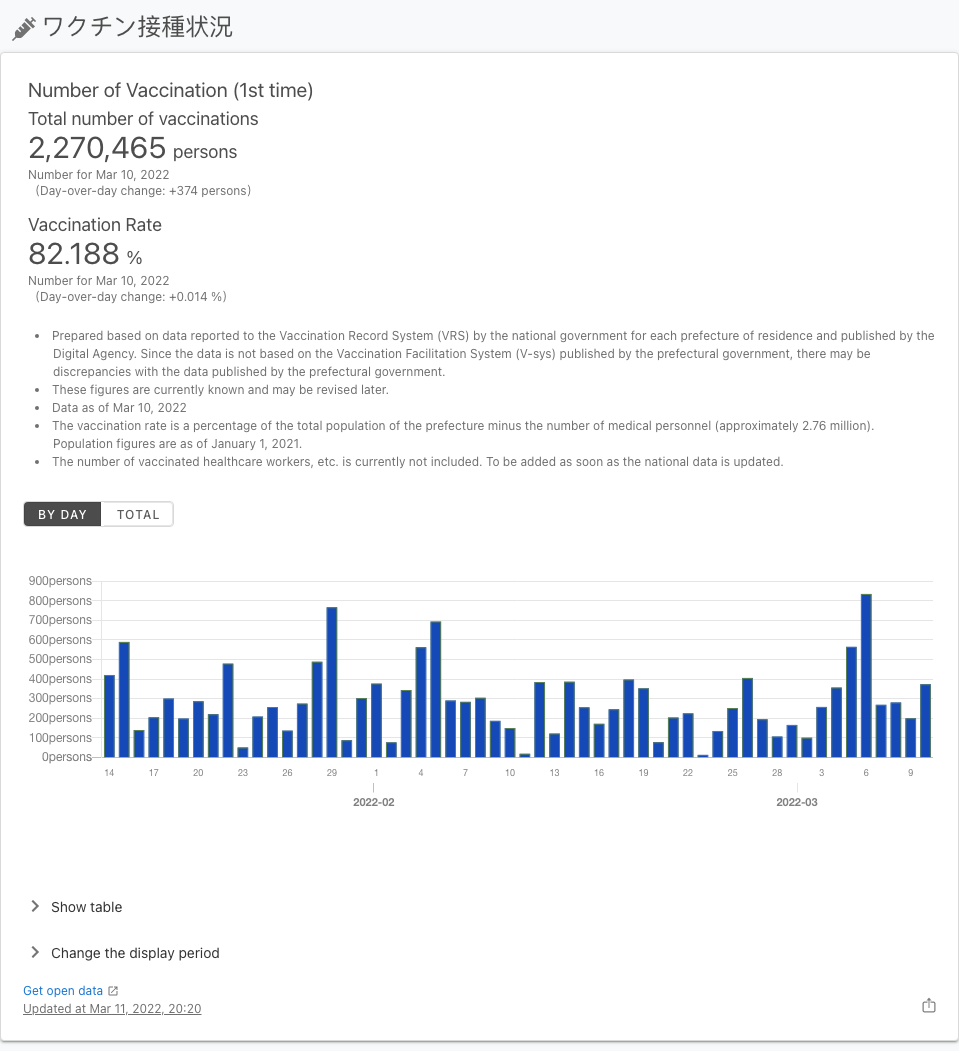 ワクチン接種状況
Number of Vaccination (1st time)
Total number of vaccinations
2,270,465 persons
Number for Mar 10, 2022
(Day-over-day change: +374 persons)
Vaccination Rate
82.188 %
Number for Mar 10, 2022
(Day-over-day change: +0.014 %)
• Prepared based on data reported to the Vaccination Record System (VRS) by the national government for each prefecture of residence and published by the
Digital Agency. Since the data is not based on the Vaccination Facilitation System (V-sys) published by the prefectural government, there may be
discrepancies with the data published by the prefectural government.
• These figures are currently known and may be revised later.
• Data as of Mar 10, 2022
• The vaccination rate is a percentage of the total population of the prefecture minus the number of medical personnel (approximately 2.76 million).
Population figures are as of January 1, 2021.
• The number of vaccinated healthcare workers, etc. is currently not included. To be added as soon as the national data is updated.
BY DAY TOTAL
900persons
800persons
700persons
600persons
500persons
400persons
300persons
200persons
100persons
0persons
14 17 20 23 26 29 1 4 7 10 13 16 19 22 25 28 3 6 9
2022-02 2022-03
Show table
Change the display period
Get open data
Updated at Mar 11, 2022, 20:20